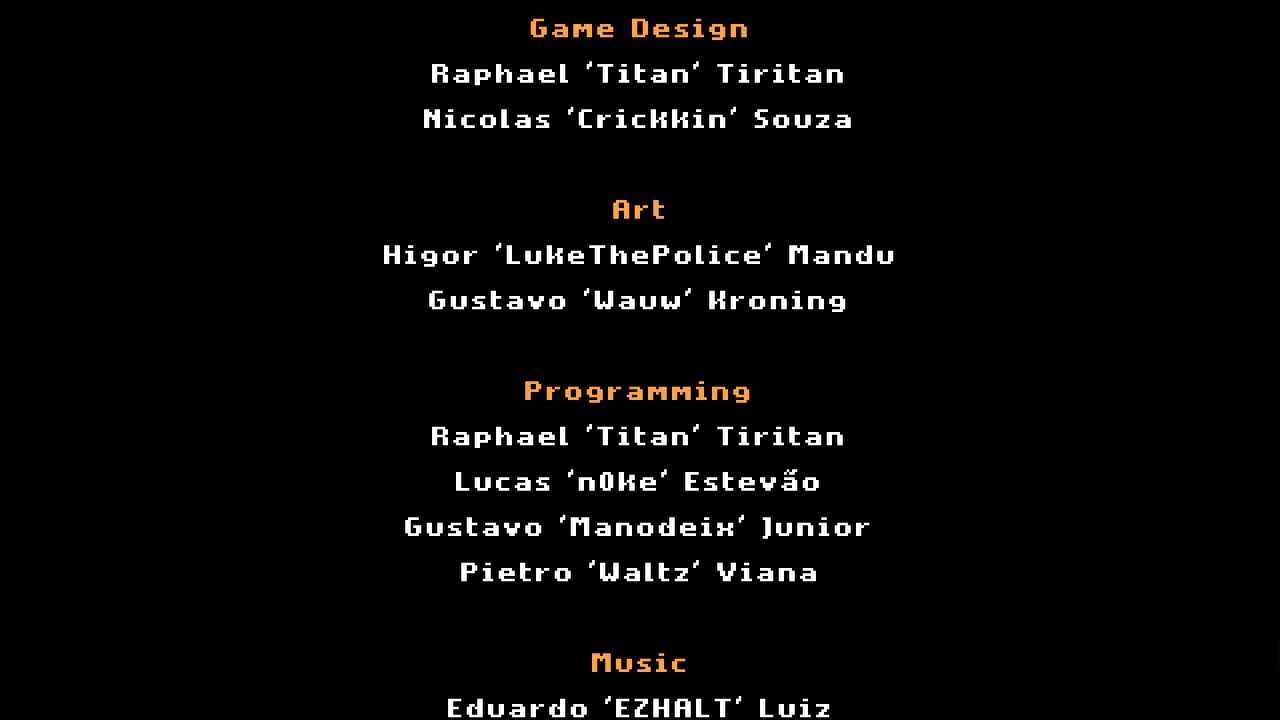 Game Design
Raphael 'Titan' Tiritan
Nicolas 'Crickkin' Souza
Art
Higor 'LukeThePolice' Mandu
Gustavo 'Wauw' Kroning
Programming
Raphael 'Titan' Tiritan
Lucas 'n0ke' Estevão
Gustavo 'Manodeix' Junior
Pietro 'Waltz' Viana
Music
Eduardo 'EZHALT' Luiz